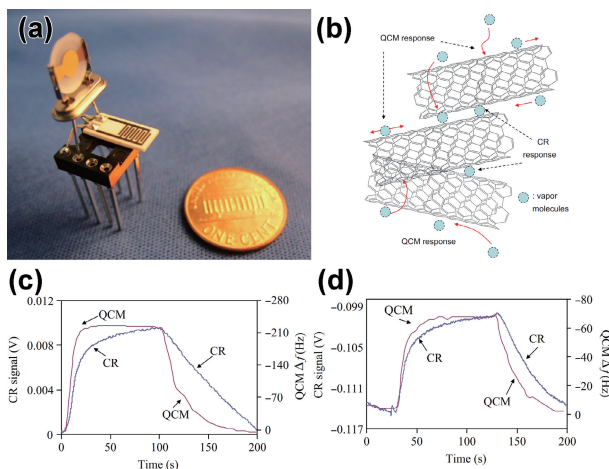 (a)
ONE CENT
(b)
QCM response
CR
response
: vapor
molecules
QCM response
(c)
0.012
0.008
0.004
0.00
CR signal (V)
QCM
CR
CR
QCM
−280
−210
−140
−70
0
QCM Δf(Hz)
0
50
100
150
200
Time (s)
(d)
−0.099
−0.105
−0.111
−0.117
CR signal (V)
QCM
CR
CR
QCM
−80
−60
−40
−20
0
QCM Δf(Hz)
0
50
100
150
200
Time (s)